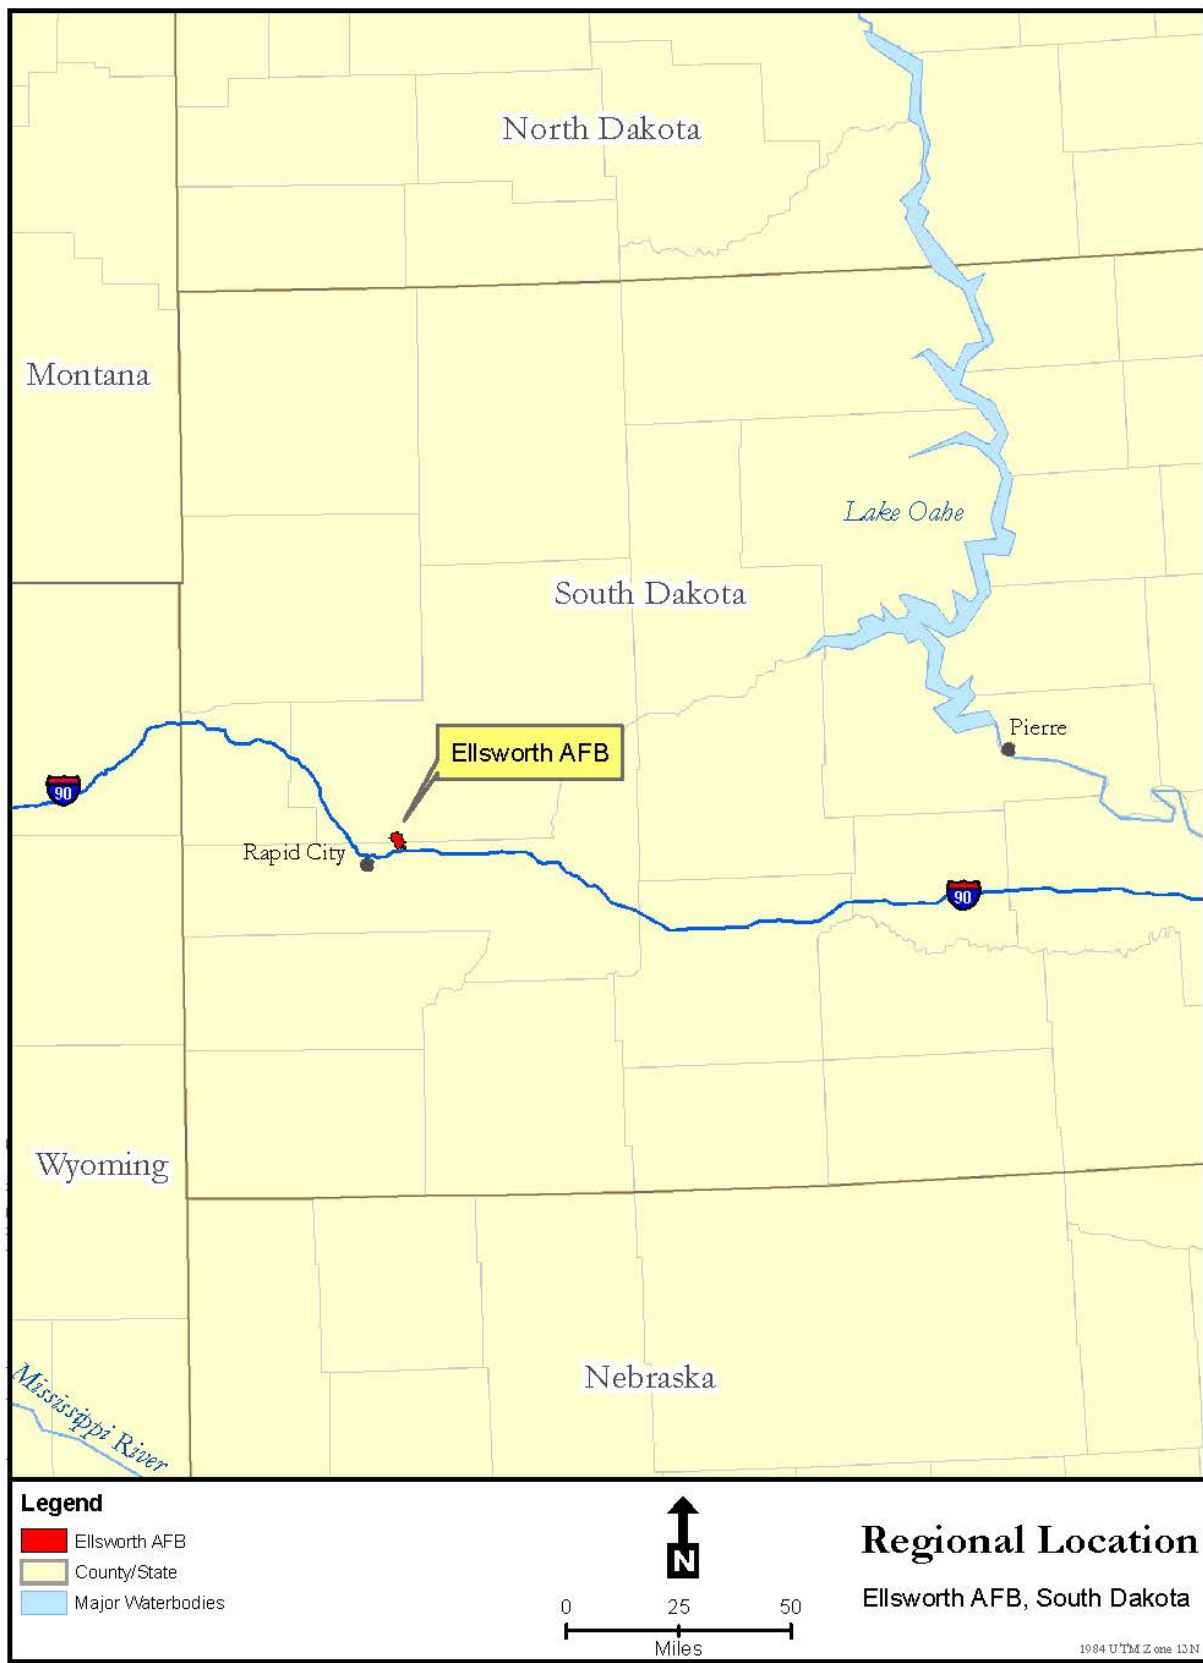 North Dakota
Montana
Lake Oahe
South Dakota
Pierre
Ellsworth AFB
90
Rapid City
90
Wyoming
Nebraska
Mississippi River
Legend
Ellsworth AFB
County/State
Major Waterbodies
N
0 25 50
Miles
Regional Location
Ellsworth AFB, South Dakota
1984 UTM Zone 13N